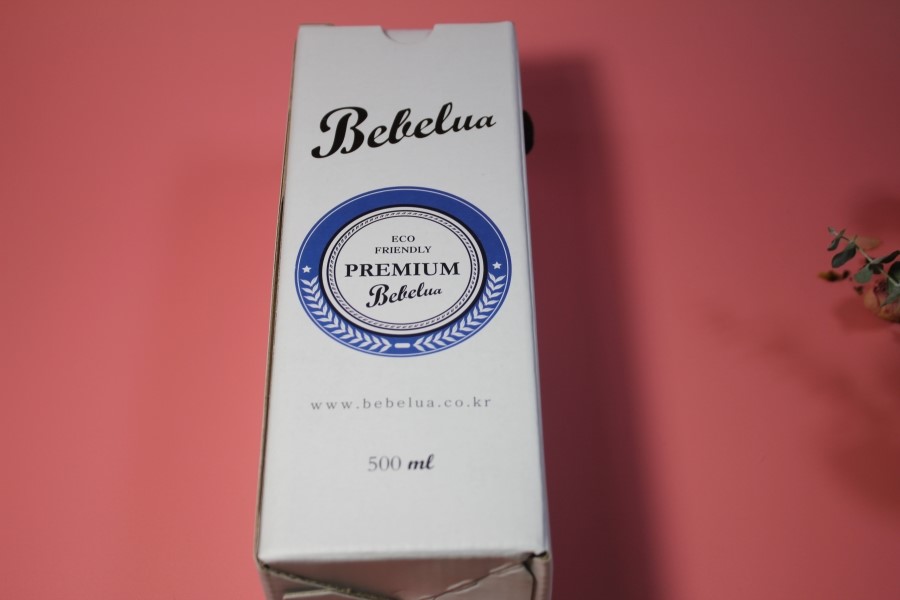 Bebelua
ECO
FRIENDLY
PREMIUM
Bebelua
www.bebelua.co.kr
500 ml